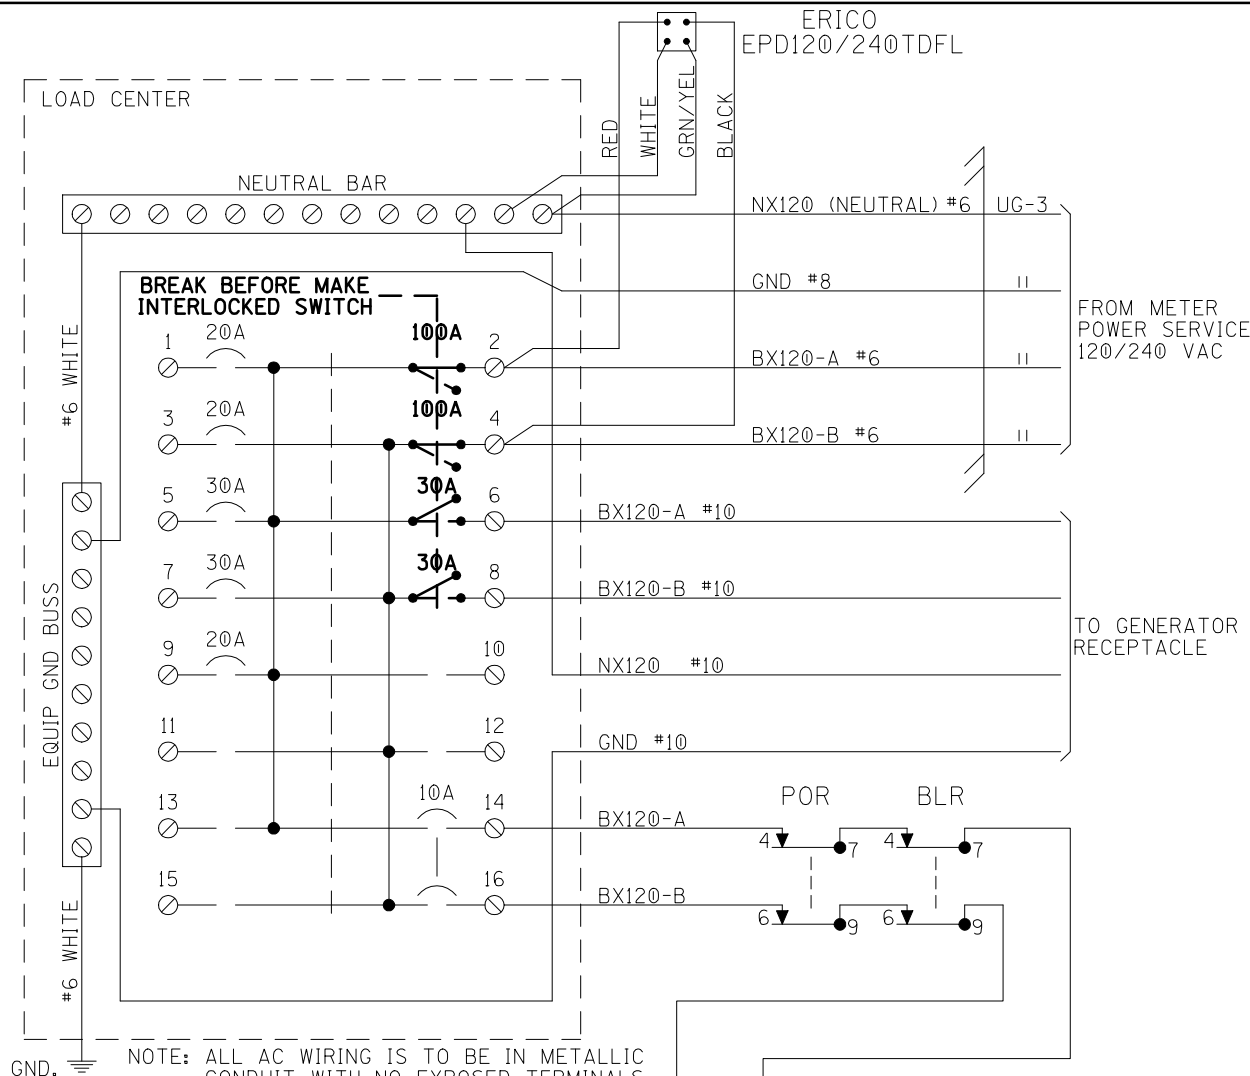 ERICO
EPD120/240TDFL
LOAD CENTER
RED
WHITE
GRN/YEL
BLACK
NEUTRAL BAR
NX120 (NEUTRAL) #6 UG-3
GND #8 "
BREAK BEFORE MAKE
INTERLOCKED SWITCH
FROM METER
POWER SERVICE
120/240 VAC
#6 WHITE
1 20A 100A 2
BX120-A #6 "
3 20A 100A 4
BX120-B #6 "
5 30A 30A 6
BX120-A #10
7 30A 30A 8
BX120-B #10
EQUIP GND BUSS
9 20A 10
NX120 #10
TO GENERATOR
RECEPTACLE
11 12
GND #10
13 10A 14
BX120-A
POR BLR
4 7 4 7
15 16
BX120-B
6 9 6 9
#6 WHITE
GND.
NOTE: ALL AC WIRING IS TO BE IN METALLIC
CONDUIT WITH NO EXPOSED TERMINALS